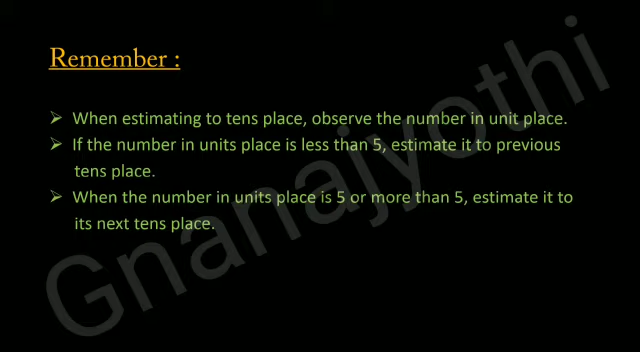 Remember :
➢ When estimating to tens place, observe the number in unit place.
➢ If the number in units place is less than 5, estimate it to previous
tens place.
➢ When the number in units place is 5 or more than 5, estimate it to
its next tens place.
Gnanajyothi